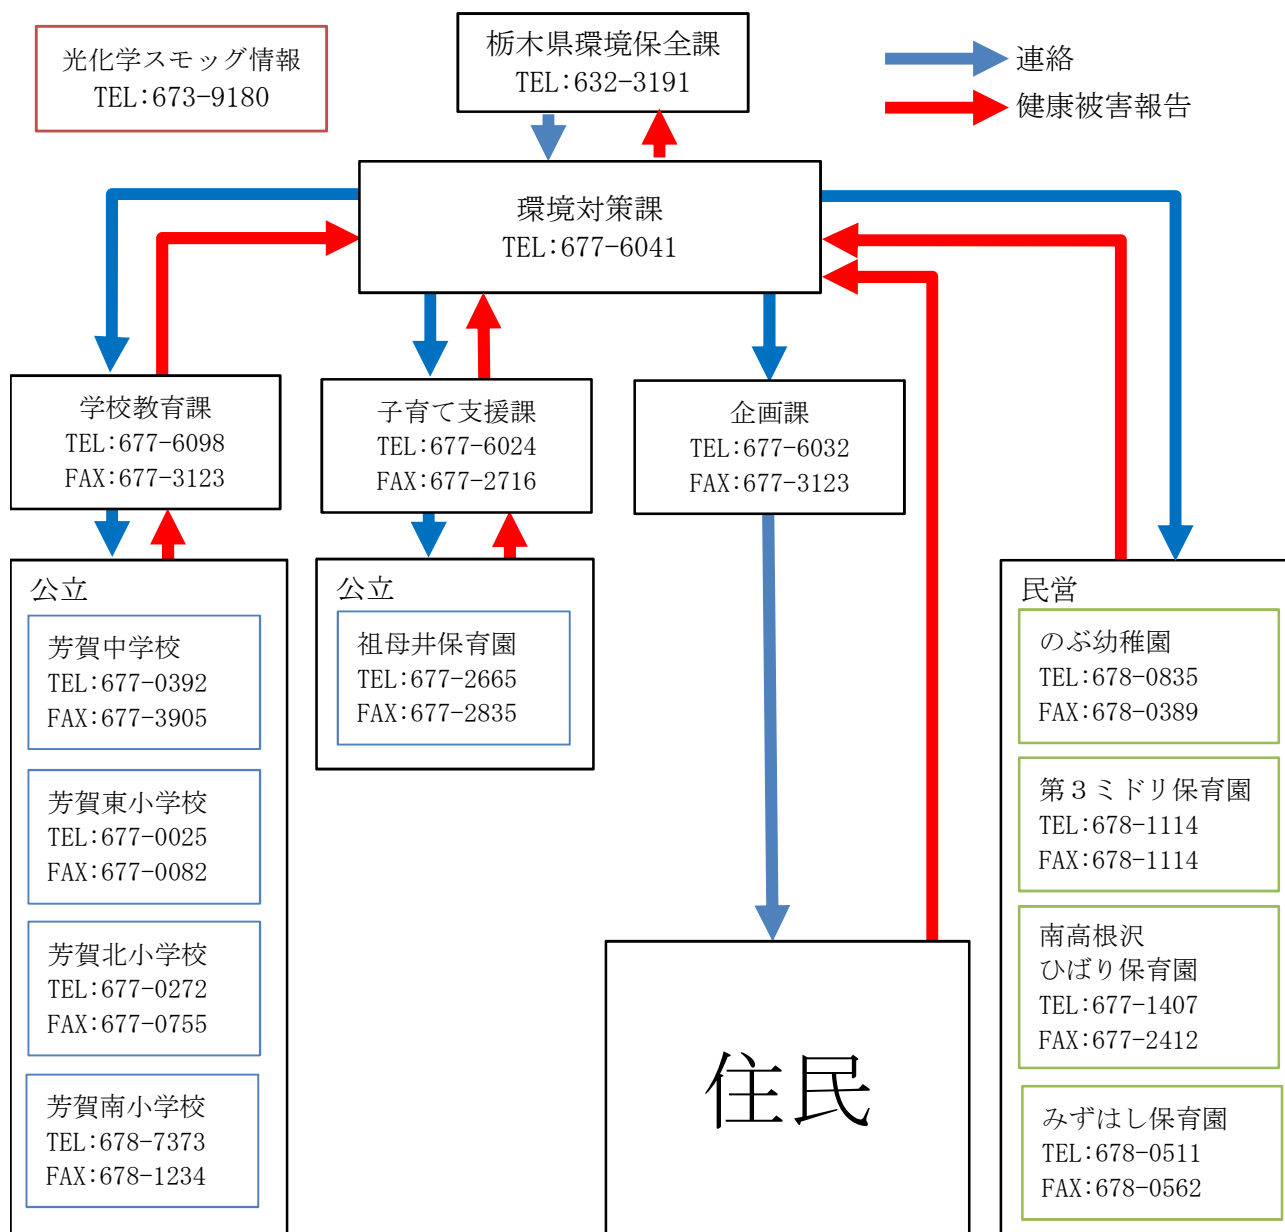 光化学スモッグ情報
TEL:673-9180
栃木県環境保全課
TEL:632-3191
連絡
健康被害報告
環境対策課
TEL:677-6041
学校教育課
TEL:677-6098
FAX:677-3123
子育て支援課
TEL:677-6024
FAX:677-2716
企画課
TEL:677-6032
FAX:677-3123
公立
芳賀中学校
TEL:677-0392
FAX:677-3905
芳賀東小学校
TEL:677-0025
FAX:677-0082
芳賀北小学校
TEL:677-0272
FAX:677-0755
芳賀南小学校
TEL:678-7373
FAX:678-1234
公立
祖母井保育園
TEL:677-2665
FAX:677-2835
住民
民営
のぶ幼稚園
TEL:678-0835
FAX:678-0389
第３ミドリ保育園
TEL:678-1114
FAX:678-1114
南高根沢
ひばり保育園
TEL:677-1407
FAX:677-2412
みずはし保育園
TEL:678-0511
FAX:678-0562